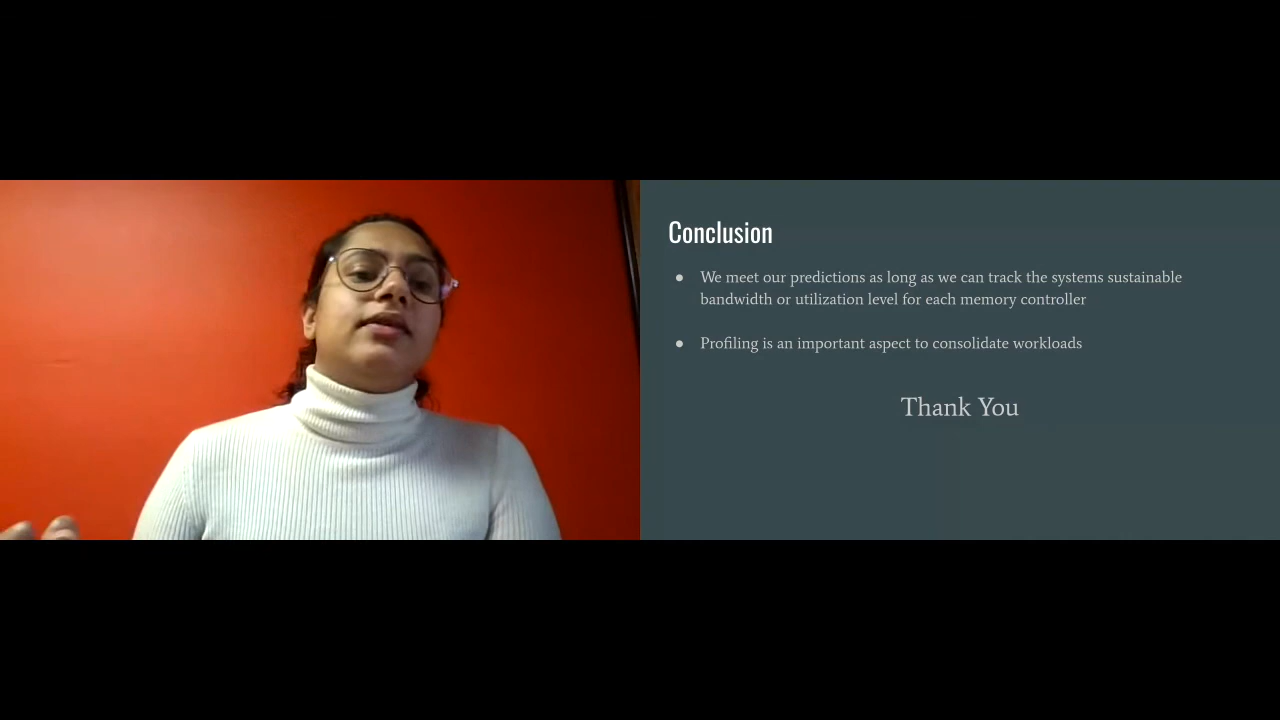 Conclusion
● We meet our predictions as long as we can track the systems sustainable
bandwidth or utilization level for each memory controller
● Profiling is an important aspect to consolidate workloads
Thank You